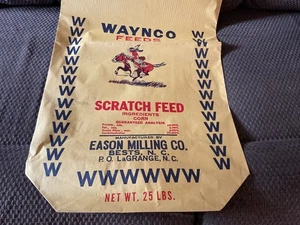 WAYNCO
FEEDS
SCRATCH FEED
INGREDIENTS
CORN
GUARANTEED ANALYSIS
MANUFACTURED BY
EASON MILLING CO.
BESTS, N. C.
P. O. LaGRANGE, N. C.
W W W W W W W
NET WT. 25 LBS.